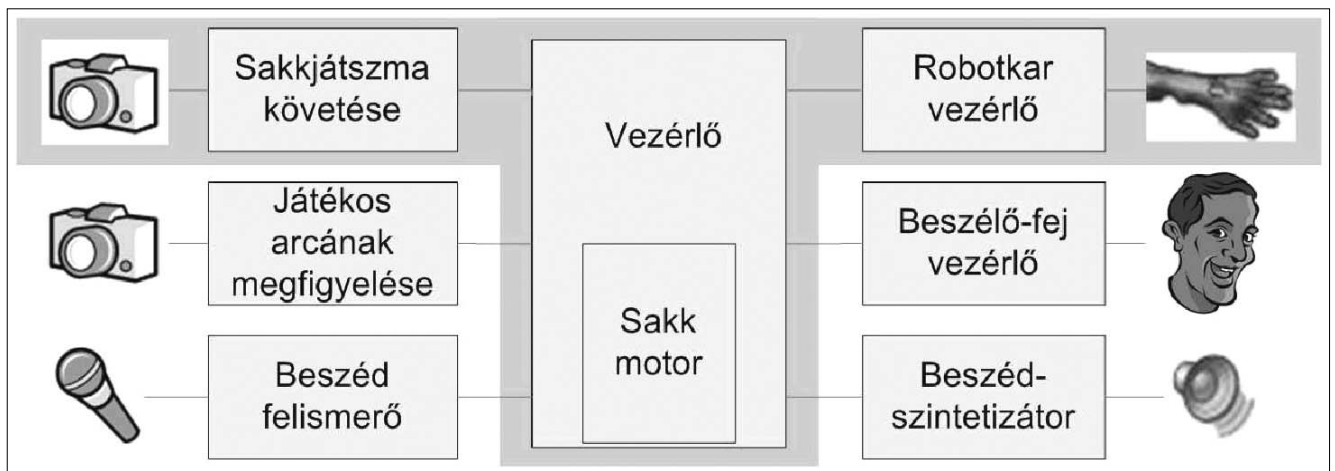 Sakkjátszma
követése
Vezérlő
Robotkar
vezérlő
Játékos
arcának
megfigyelése
Beszélő-fej
vezérlő
Sakk
motor
Beszéd
felismerő
Beszéd-
szintetizátor